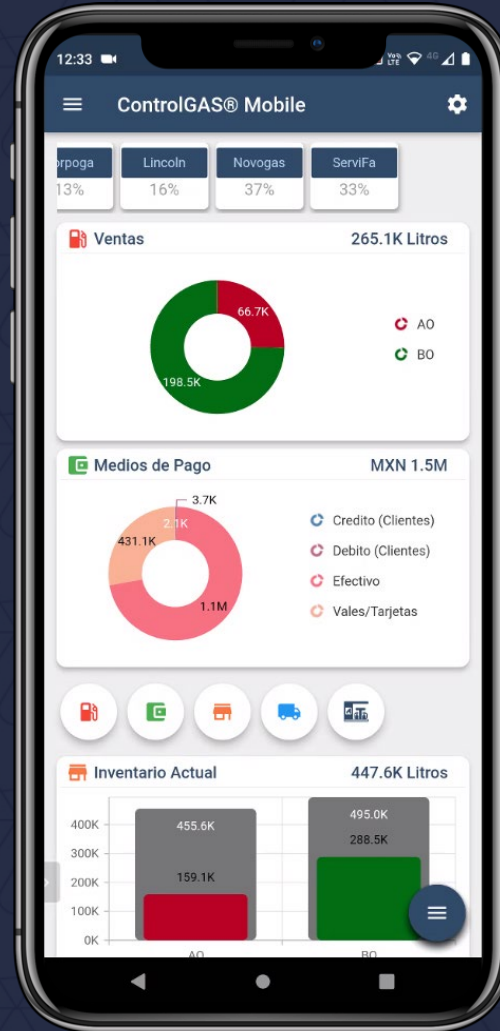 12:33 Vo)) LTE 4G
ControlGAS® Mobile
rpoga Lincoln Novogas ServiFa
13% 16% 37% 33%
Ventas 265.1K Litros
66.7K
198.5K
AO
BO
Medios de Pago MXN 1.5M
3.7K
2.1K
431.1K
1.1M
Credito (Clientes)
Debito (Clientes)
Efectivo
Vales/Tarjetas
Inventario Actual 447.6K Litros
400K
300K
200K
100K
0K
455.6K
159.1K
495.0K
288.5K
AO BO